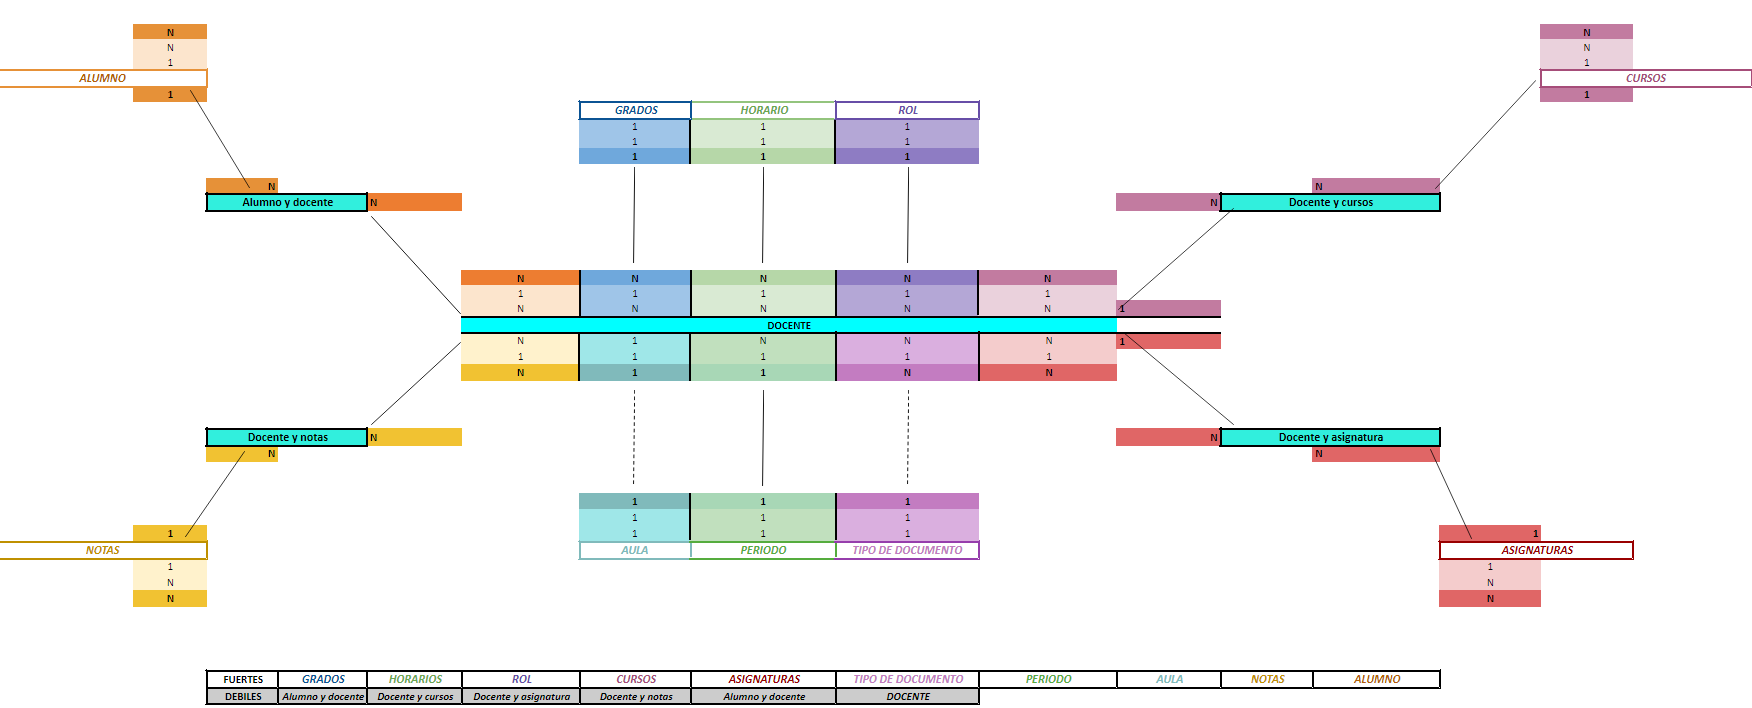 N N
N N
1 1
ALUMNO CURSOS
1 1
GRADOS HORARIO ROL
1 1 1
1 1 1
1 1 1
N N
Alumno y docente N N Docente y cursos
N N N N N
1 1 1 1 1
N N N N N 1
DOCENTE
N 1 N N N 1
1 1 1 1 1
N 1 1 N N
Docente y notas N N Docente y asignatura
N N
1 1 1
1 1 1
1 1 1 1 1
NOTAS AULA PERIODO TIPO DE DOCUMENTO ASIGNATURAS
1 1
N N
N N
FUERTES GRADOS HORARIOS ROL CURSOS ASIGNATURAS TIPO DE DOCUMENTO PERIODO AULA NOTAS ALUMNO
DEBILES Alumno y docente Docente y cursos Docente y asignatura Docente y notas Alumno y docente DOCENTE